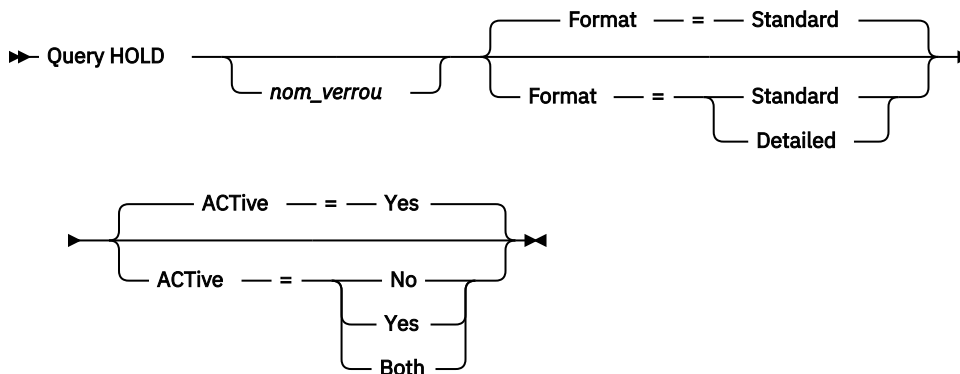 Format = Standard
Query HOLD
nom_verrou
Format = Standard
Detailed
ACTive = Yes
ACTive = No
Yes
Both